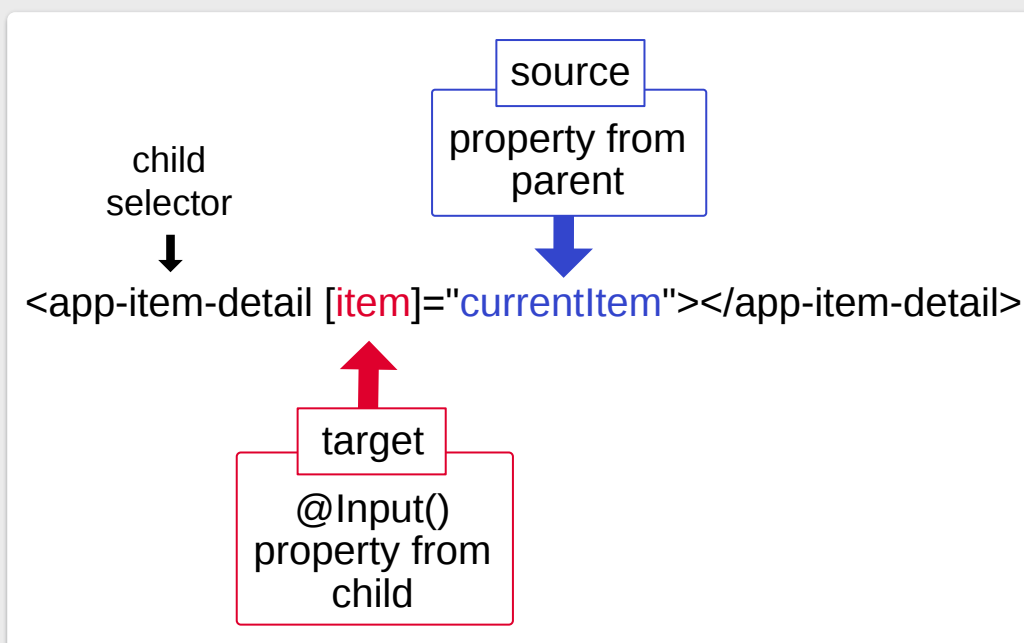 source
property from
parent
child
selector
<app-item-detail [item]="currentItem"></app-item-detail>
target
@Input()
property from
child